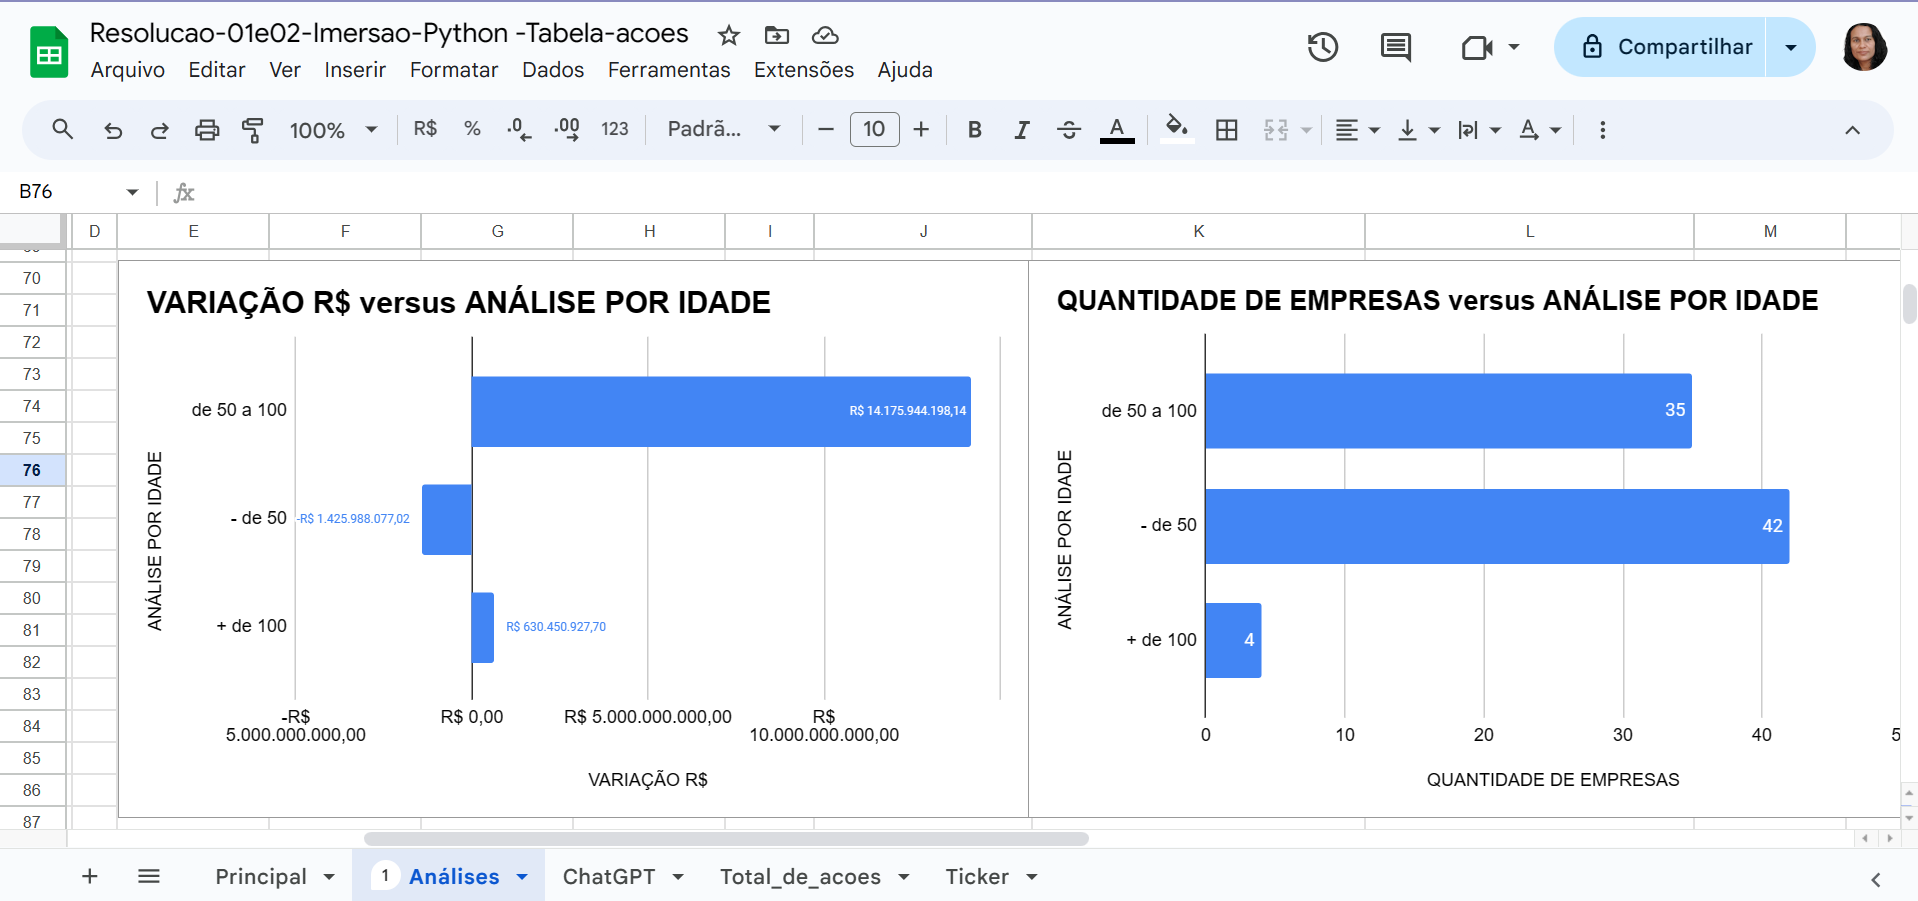 Resolucao-01e02-Imersao-Python -Tabela-acoes
Arquivo Editar Ver Inserir Formatar Dados Ferramentas Extensões Ajuda
Compartilhar
100% R$ % .0 .00 123 Padrã... 10 B I A A
B76 fx
D E F G H I J K L M
70
71
72
73
74
75
76
77
78
79
80
81
82
83
84
85
86
87
VARIAÇÃO R$ versus ANÁLISE POR IDADE
ANÁLISE POR IDADE
de 50 a 100 R$ 14.175.944.198,14
- de 50 -R$ 1.425.988.077,02
+ de 100 R$ 630.450.927,70
-R$ 5.000.000.000,00 R$ 0,00 R$ 5.000.000.000,00 R$ 10.000.000.000,00
VARIAÇÃO R$
QUANTIDADE DE EMPRESAS versus ANÁLISE POR IDADE
ANÁLISE POR IDADE
de 50 a 100 35
- de 50 42
+ de 100 4
0 10 20 30 40
QUANTIDADE DE EMPRESAS
Principal 1 Análises ChatGPT Total_de_acoes Ticker